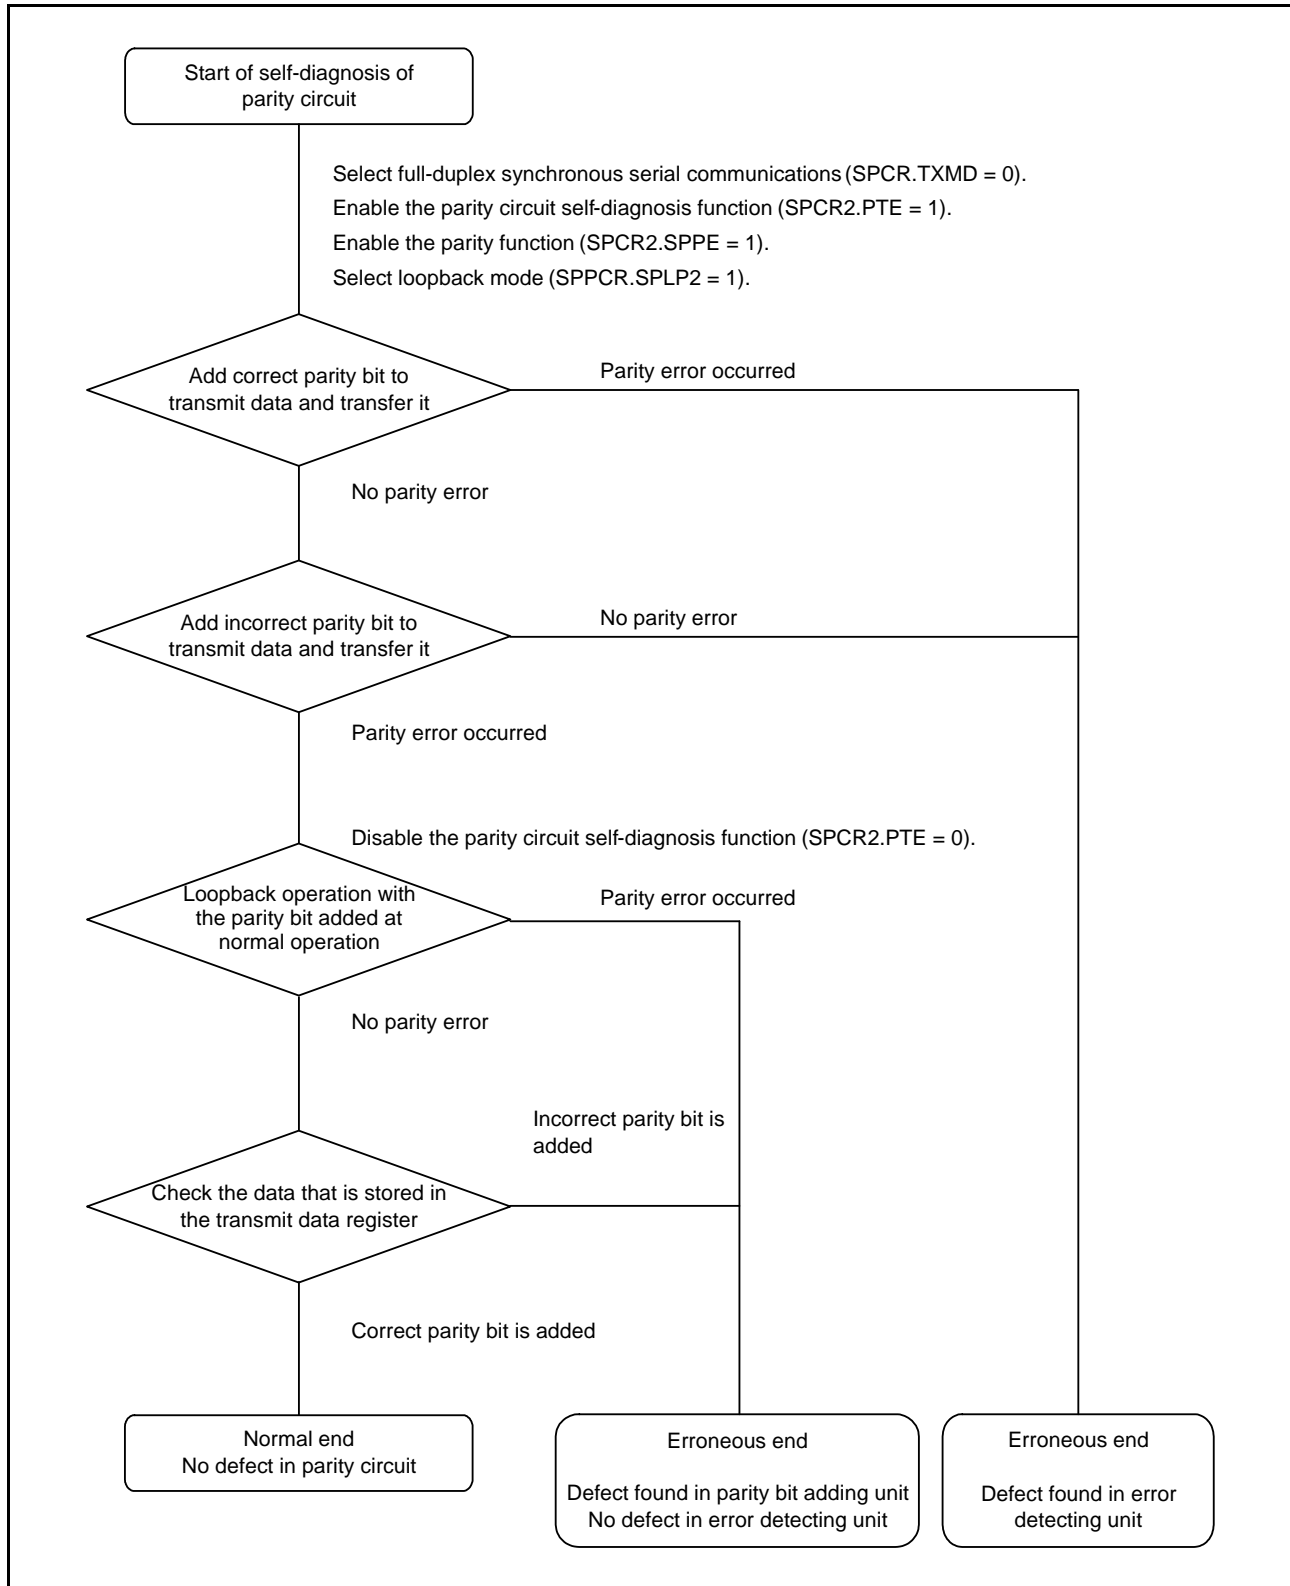 Start of self-diagnosis of
parity circuit
Select full-duplex synchronous serial communications (SPCR.TXMD = 0).
Enable the parity circuit self-diagnosis function (SPCR2.PTE = 1).
Enable the parity function (SPCR2.SPPE = 1).
Select loopback mode (SPPCR.SPLP2 = 1).
Add correct parity bit to
transmit data and transfer it
Parity error occurred
No parity error
Add incorrect parity bit to
transmit data and transfer it
No parity error
Parity error occurred
Disable the parity circuit self-diagnosis function (SPCR2.PTE = 0).
Loopback operation with
the parity bit added at
normal operation
Parity error occurred
No parity error
Incorrect parity bit is
added
Check the data that is stored in
the transmit data register
Correct parity bit is added
Normal end
No defect in parity circuit
Erroneous end
Defect found in parity bit adding unit
No defect in error detecting unit
Erroneous end
Defect found in error
detecting unit